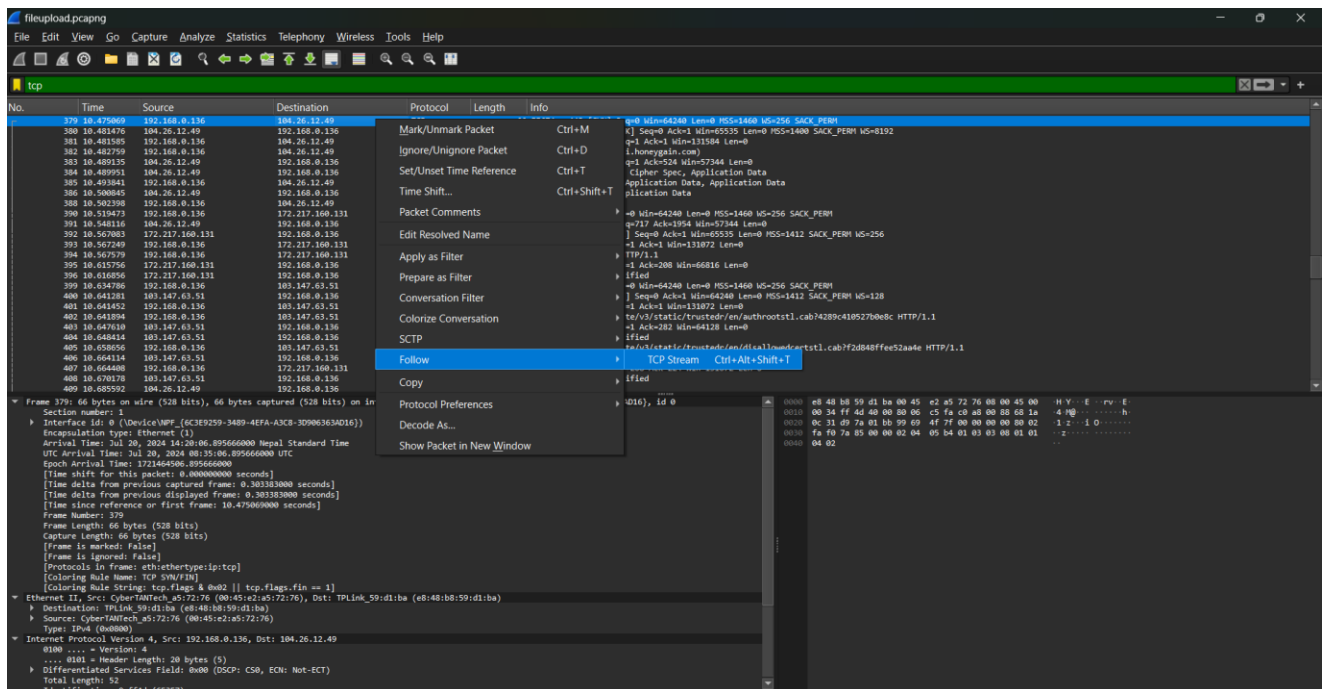 fileupload.pcapng
File Edit View Go Capture Analyze Statistics Telephony Wireless Tools Help
tcp
No. Time Source Destination Protocol Length Info
379 10.475069 192.168.0.136 104.26.12.49 q=0 Win=64240 Len=0 MSS=1460 WS=256 SACK_PERM
380 10.481476 104.26.12.49 192.168.0.136 K] Seq=0 Ack=1 Win=65535 Len=0 MSS=1400 SACK_PERM WS=8192
381 10.481585 192.168.0.136 104.26.12.49 q=1 Ack=1 Win=131584 Len=0
382 10.482759 192.168.0.136 104.26.12.49 i.honeygain.com)
383 10.489135 104.26.12.49 192.168.0.136 q=1 Ack=524 Win=57344 Len=0
384 10.489951 104.26.12.49 192.168.0.136 Cipher Spec, Application Data
385 10.493841 192.168.0.136 104.26.12.49 Application Data, Application Data
386 10.500845 104.26.12.49 192.168.0.136 plication Data
388 10.502398 192.168.0.136 104.26.12.49
390 10.519473 192.168.0.136 172.217.160.131 =0 Win=64240 Len=0 MSS=1460 WS=256 SACK_PERM
391 10.548116 104.26.12.49 192.168.0.136 q=717 Ack=1954 Win=57344 Len=0
392 10.567083 172.217.160.131 192.168.0.136 ] Seq=0 Ack=1 Win=65535 Len=0 MSS=1412 SACK_PERM WS=256
393 10.567249 192.168.0.136 172.217.160.131 =1 Ack=1 Win=131072 Len=0
394 10.567579 192.168.0.136 172.217.160.131 TTP/1.1
395 10.615756 172.217.160.131 192.168.0.136 =1 Ack=208 Win=66816 Len=0
396 10.616856 172.217.160.131 192.168.0.136 ified
399 10.634786 192.168.0.136 103.147.63.51 =0 Win=64240 Len=0 MSS=1460 WS=256 SACK_PERM
400 10.641281 103.147.63.51 192.168.0.136 ] Seq=0 Ack=1 Win=64240 Len=0 MSS=1412 SACK_PERM WS=128
401 10.641452 192.168.0.136 103.147.63.51 =1 Ack=1 Win=131072 Len=0
402 10.641894 192.168.0.136 103.147.63.51 te/v3/static/trustedr/en/authrootstl.cab?4289c410527b0e8c HTTP/1.1
403 10.647610 103.147.63.51 192.168.0.136 =1 Ack=282 Win=64128 Len=0
404 10.648414 103.147.63.51 192.168.0.136 ified
405 10.658656 192.168.0.136 103.147.63.51 te/v3/static/trustedr/en/disallowedcertstl.cab?f2d848ffee52aa4e HTTP/1.1
406 10.664114 103.147.63.51 192.168.0.136
407 10.664408 192.168.0.136 172.217.160.131
408 10.670178 103.147.63.51 192.168.0.136 ified
409 10.685592 104.26.12.49 192.168.0.136
Mark/Unmark Packet Ctrl+M
Ignore/Unignore Packet Ctrl+D
Set/Unset Time Reference Ctrl+T
Time Shift... Ctrl+Shift+T
Packet Comments
Edit Resolved Name
Apply as Filter
Prepare as Filter
Conversation Filter
Colorize Conversation
SCTP
Follow
TCP Stream Ctrl+Alt+Shift+T
Copy
Protocol Preferences
Decode As...
Show Packet in New Window
Frame 379: 66 bytes on wire (528 bits), 66 bytes captured (528 bits) on in D16}, id 0
Section number: 1
Interface id: 0 (\Device\NPF_{6C3E9259-3489-4EFA-A3C8-3D906363AD16})
Encapsulation type: Ethernet (1)
Arrival Time: Jul 20, 2024 14:20:06.895666000 Nepal Standard Time
UTC Arrival Time: Jul 20, 2024 08:35:06.895666000 UTC
Epoch Arrival Time: 1721464506.895666000
[Time shift for this packet: 0.000000000 seconds]
[Time delta from previous captured frame: 0.303383000 seconds]
[Time delta from previous displayed frame: 0.303383000 seconds]
[Time since reference or first frame: 10.475069000 seconds]
Frame Number: 379
Frame Length: 66 bytes (528 bits)
Capture Length: 66 bytes (528 bits)
[Frame is marked: False]
[Frame is ignored: False]
[Protocols in frame: eth:ethertype:ip:tcp]
[Coloring Rule Name: TCP SYN/FIN]
[Coloring Rule String: tcp.flags & 0x02 || tcp.flags.fin == 1]
Ethernet II, Src: CyberTANTech_a5:72:76 (00:45:e2:a5:72:76), Dst: TPLink_59:d1:ba (e8:48:b8:59:d1:ba)
Destination: TPLink_59:d1:ba (e8:48:b8:59:d1:ba)
Source: CyberTANTech_a5:72:76 (00:45:e2:a5:72:76)
Type: IPv4 (0x0800)
Internet Protocol Version 4, Src: 192.168.0.136, Dst: 104.26.12.49
0100 .... = Version: 4
.... 0101 = Header Length: 20 bytes (5)
Differentiated Services Field: 0x00 (DSCP: CS0, ECN: Not-ECT)
Total Length: 52
0000 e8 48 b8 59 d1 ba 00 45 e2 a5 72 76 08 00 45 00 ·H·Y···E ··rv··E·
0010 00 34 ff 4d 40 00 80 06 c5 fa c0 a8 00 88 68 1a ·4·M@··· ······h·
0020 0c 31 d9 7a 01 bb 99 69 4f 7f 00 00 00 00 80 02 ·1·z···i O·······
0030 fa f0 7a 85 00 00 02 04 05 b4 01 03 03 08 01 01 ··z····· ········
0040 04 02 ··